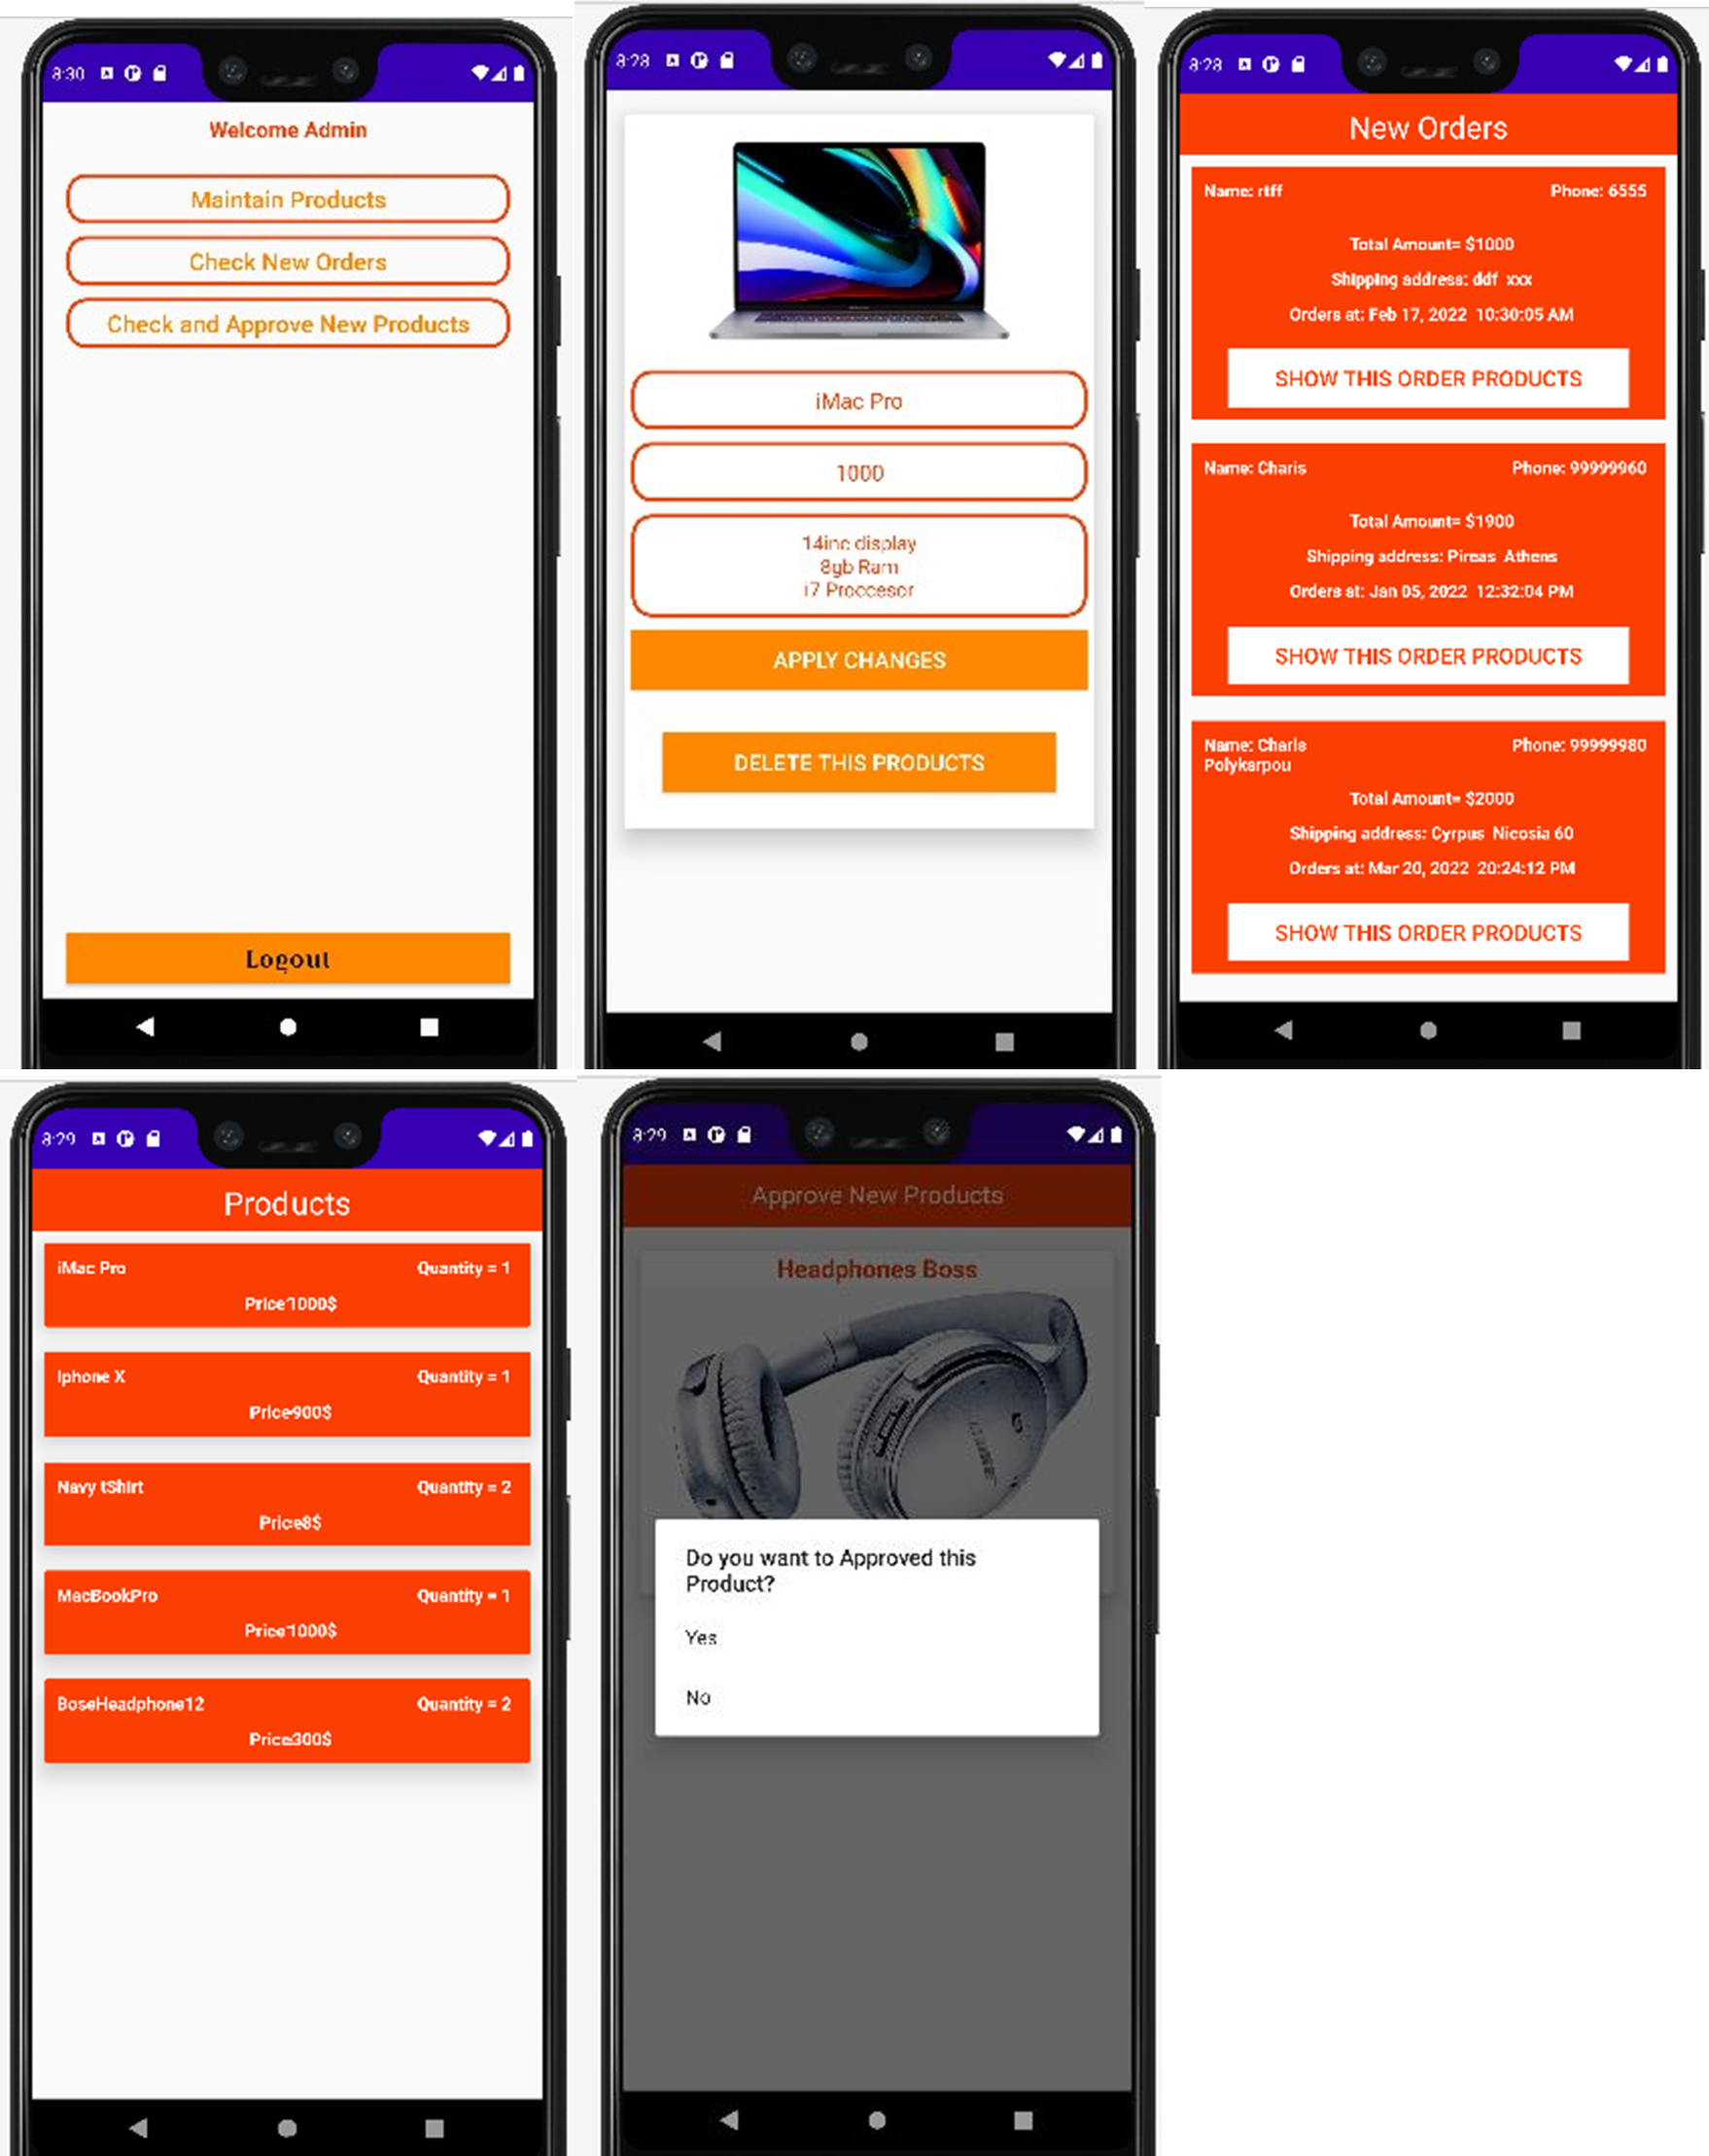 8:30
Welcome Admin
Maintain Products
Check New Orders
Check and Approve New Products
Logout
8:28
iMac Pro
1000
14inc display
8gb Ram
i7 Proccesor
APPLY CHANGES
DELETE THIS PRODUCTS
8:28
New Orders
Name: rtff Phone: 6555
Total Amount= $1000
Shipping address: ddf xxx
Orders at: Feb 17, 2022 10:30:05 AM
SHOW THIS ORDER PRODUCTS
Name: Charis Phone: 99999960
Total Amount= $1900
Shipping address: Pireas Athens
Orders at: Jan 05, 2022 12:32:04 PM
SHOW THIS ORDER PRODUCTS
Name: Charis Phone: 99999980
Polykarpou
Total Amount= $2000
Shipping address: Cyrpus Nicosia 60
Orders at: Mar 20, 2022 20:24:12 PM
SHOW THIS ORDER PRODUCTS
8:29
Products
iMac Pro Quantity = 1
Price1000$
Iphone X Quantity = 1
Price900$
Navy tShirt Quantity = 2
Price8$
MacBookPro Quantity = 1
Price1000$
BoseHeadphone12 Quantity = 2
Price300$
8:29
Approve New Products
Headphones Boss
Do you want to Approved this
Product?
Yes
No